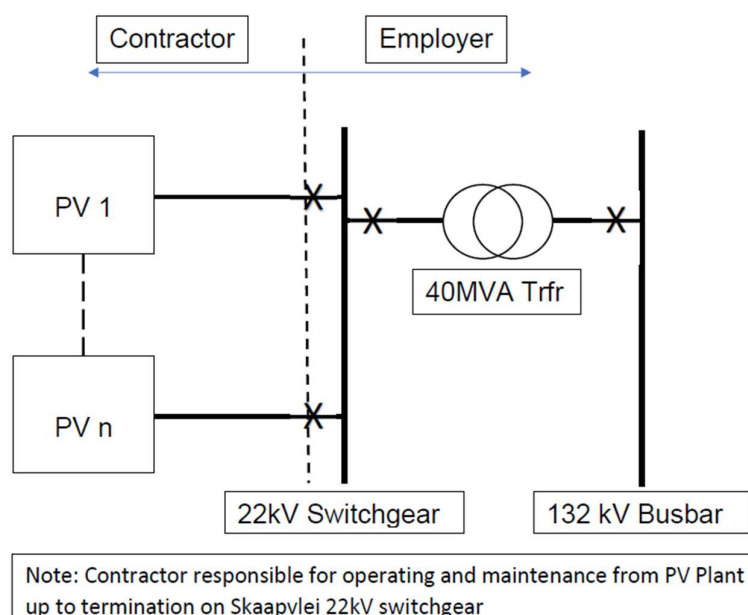 Contractor
Employer
PV 1
40MVA Trfr
PV n
22kV Switchgear
132 kV Busbar
Note: Contractor responsible for operating and maintenance from PV Plant
up to termination on Skaapvlei 22kV switchgear